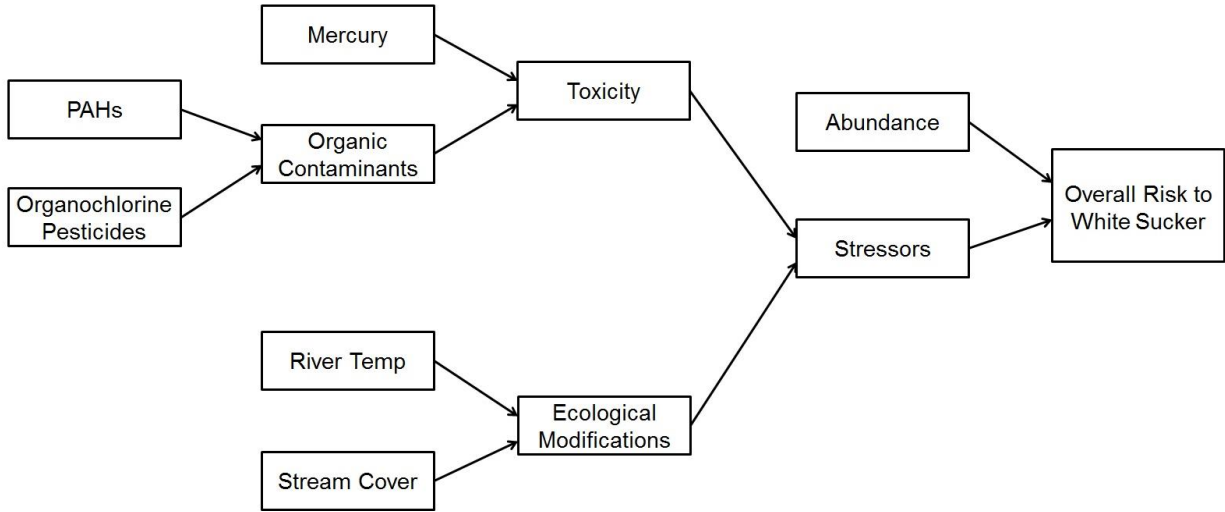 Mercury
PAHs
Organic
Contaminants
Organochlorine
Pesticides
Toxicity
Abundance
Overall Risk to
White Sucker
Stressors
River Temp
Ecological
Modifications
Stream Cover